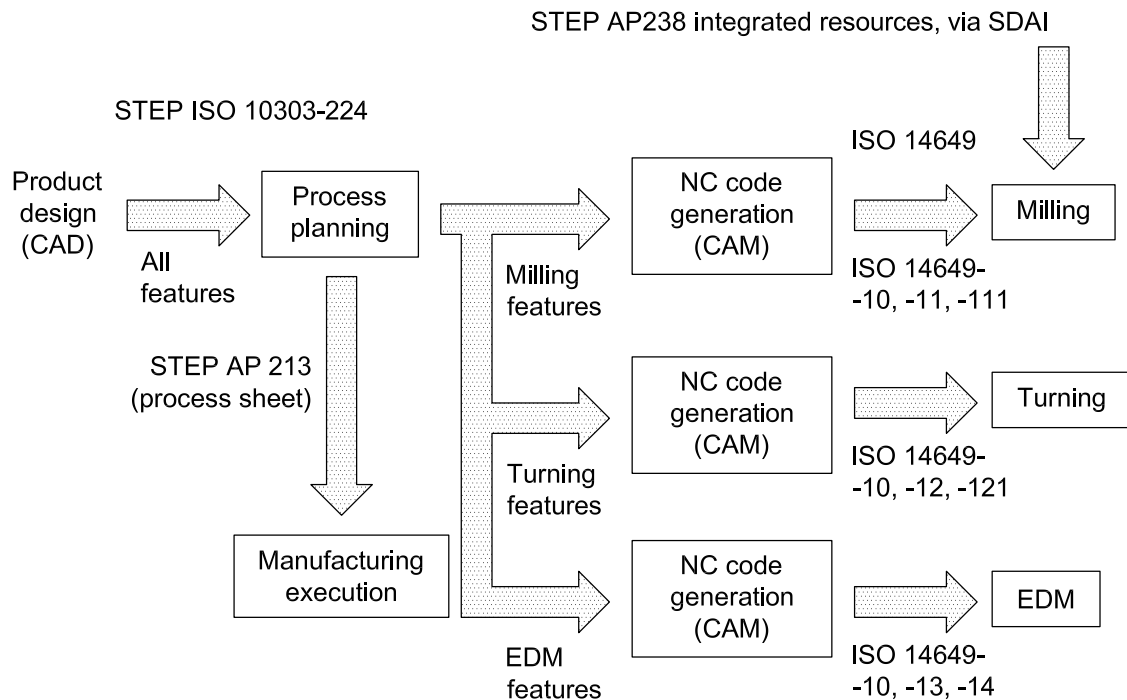 STEP AP238 integrated resources, via SDAI
STEP ISO 10303-224
Product
design
(CAD)
All
features
Process
planning
STEP AP 213
(process sheet)
Manufacturing
execution
Milling
features
NC code
generation
(CAM)
ISO 14649
ISO 14649-
-10, -11, -111
Milling
Turning
features
NC code
generation
(CAM)
ISO 14649-
-10, -12, -121
Turning
EDM
features
NC code
generation
(CAM)
ISO 14649-
-10, -13, -14
EDM